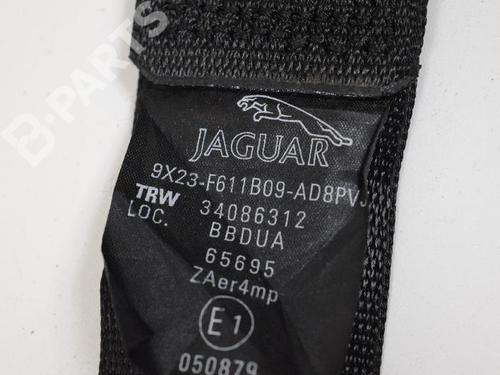 B-PARTS
JAGUAR
9X23-F611B09-AD8PVJ
TRW 34086312
LOC. BBDUA
65695
ZAer4mp
E1
050879